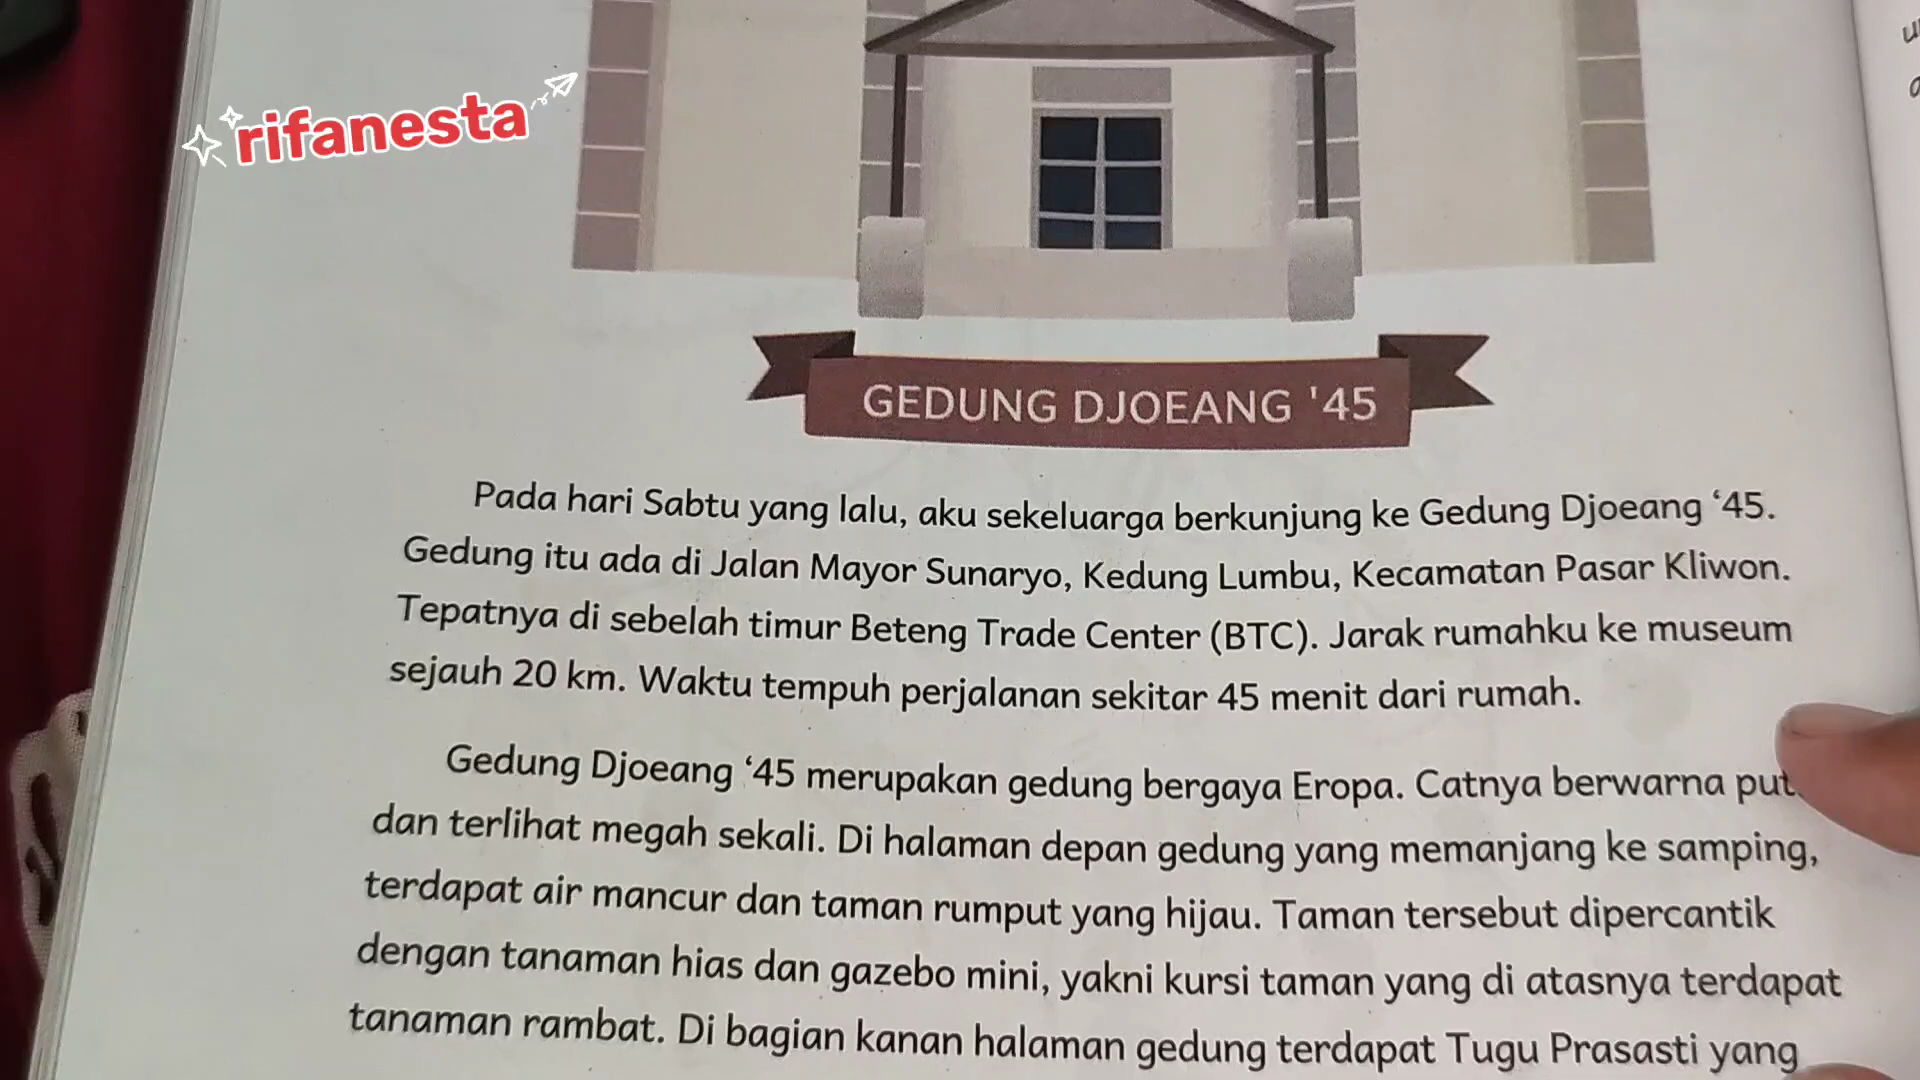 rifanesta
GEDUNG DJOEANG '45
Pada hari Sabtu yang lalu, aku sekeluarga berkunjung ke Gedung Djoeang ‘45.
Gedung itu ada di Jalan Mayor Sunaryo, Kedung Lumbu, Kecamatan Pasar Kliwon.
Tepatnya di sebelah timur Beteng Trade Center (BTC). Jarak rumahku ke museum
sejauh 20 km. Waktu tempuh perjalanan sekitar 45 menit dari rumah.
Gedung Djoeang ‘45 merupakan gedung bergaya Eropa. Catnya berwarna
dan terlihat megah sekali. Di halaman depan gedung yang memanjang ke samping,
terdapat air mancur dan taman rumput yang hijau. Taman tersebut dipercantik
dengan tanaman hias dan gazebo mini, yakni kursi taman yang di atasnya terdapat
tanaman rambat. Di bagian kanan halaman gedung terdapat Tugu Prasasti yang